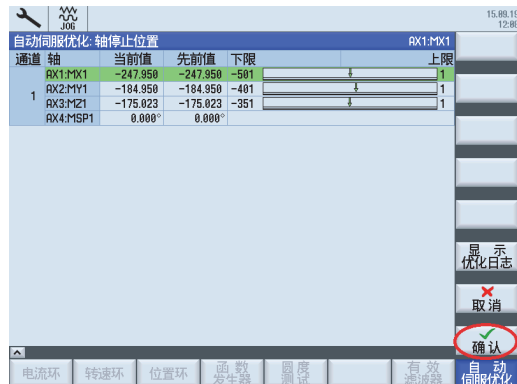 JOG
15.09.19
自动伺服优化: 轴停止位置 AX1:MX1
通道 轴 当前值 先前值 下限 上限
1
AX1:MX1 -247.950 -247.950 -501 1
AX2:MY1 -184.950 -184.950 -401 1
AX3:MZ1 -175.023 -175.023 -351 1
AX4:MSP1 0.000° 0.000°
显示
优化日志
取消
确认
电流环 转速环 位置环 函数发生器 圆度测试 有效滤波器 自动伺服优化